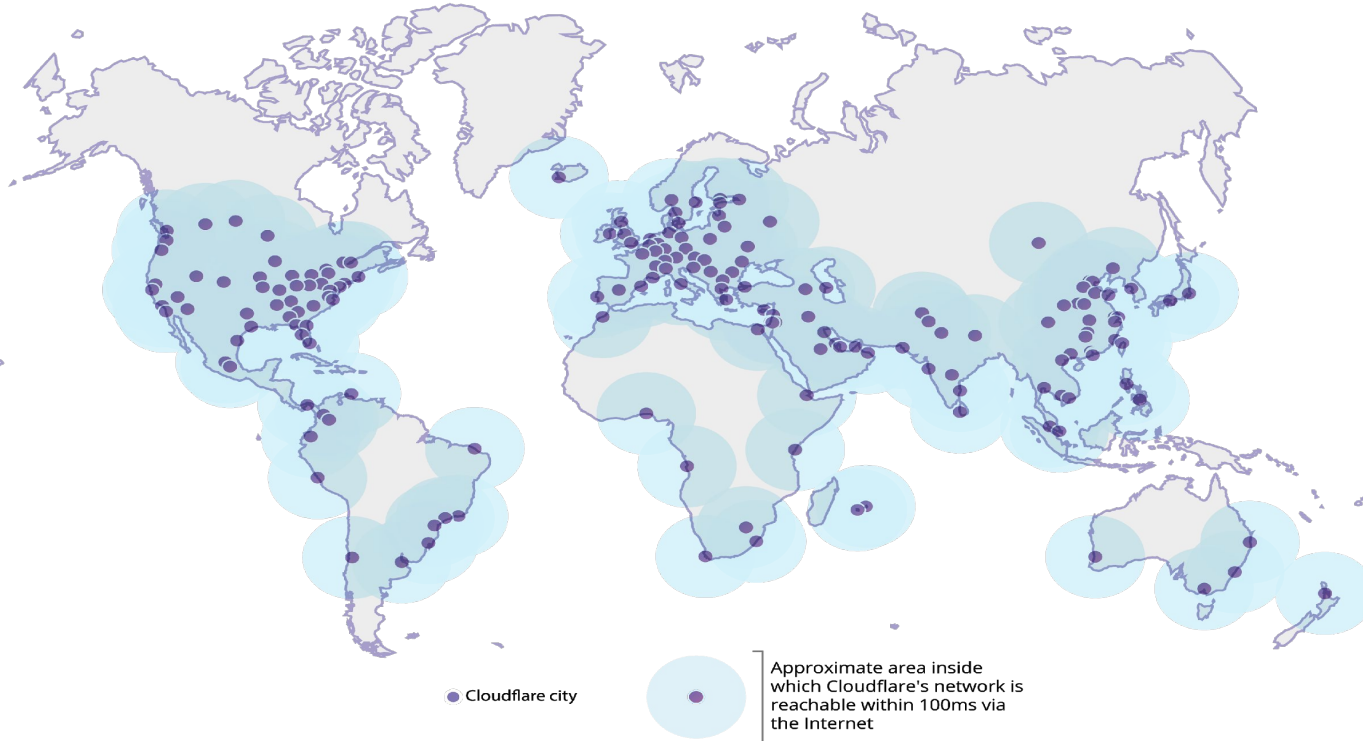 Cloudflare city
Approximate area inside
which Cloudflare's network is
reachable within 100ms via
the Internet